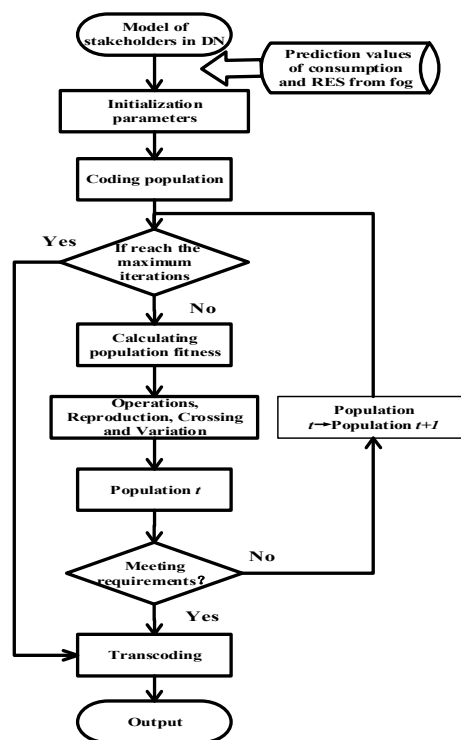 Model of
stakeholders in DN
Prediction values
of consumption
and RES from fog
Initialization
parameters
Coding population
Yes
If reach the
maximum
iterations
No
Calculating
population fitness
Operations,
Reproduction, Crossing
and Variation
Population
t→Population t+1
Population t
No
Meeting
requirements?
Yes
Transcoding
Output